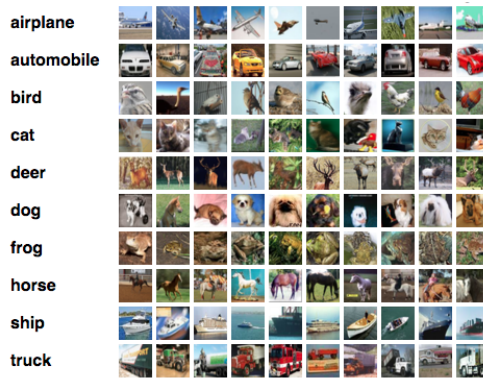 airplane
automobile
bird
cat
deer
dog
frog
horse
ship
truck